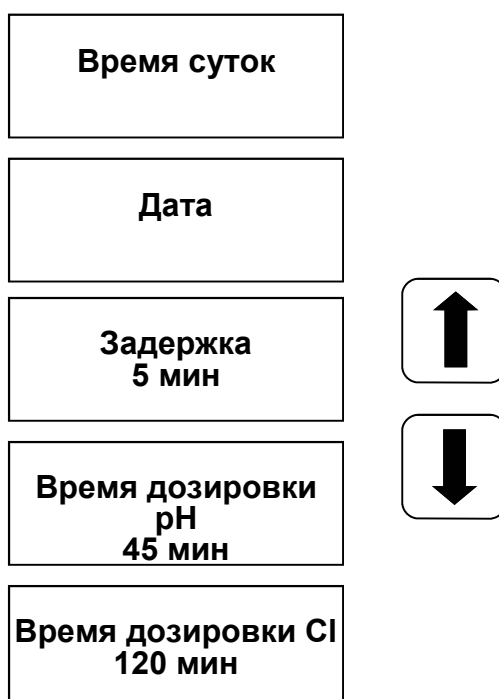 Время суток
Дата
Задержка
5 мин
Время дозировки
pH
45 мин
Время дозировки Cl
120 мин